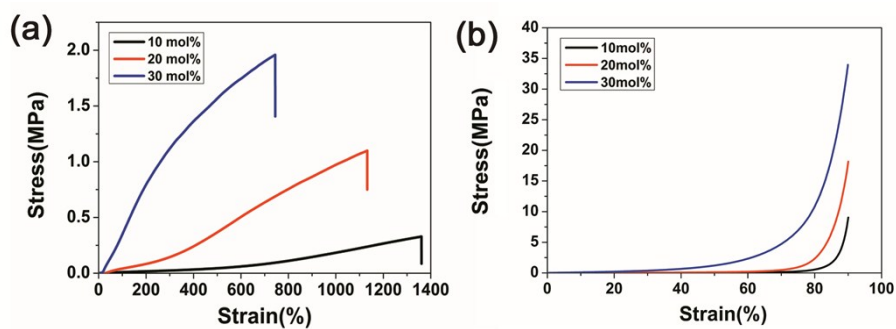 (a)
10 mol%
20 mol%
30 mol%
2.0
1.5
1.0
0.5
0.0
Stress(MPa)
0 200 400 600 800 1000 1200 1400
Strain(%)
(b)
10mol%
20mol%
30mol%
40
35
30
25
20
15
10
5
0
Stress(MPa)
0 20 40 60 80 100
Strain(%)